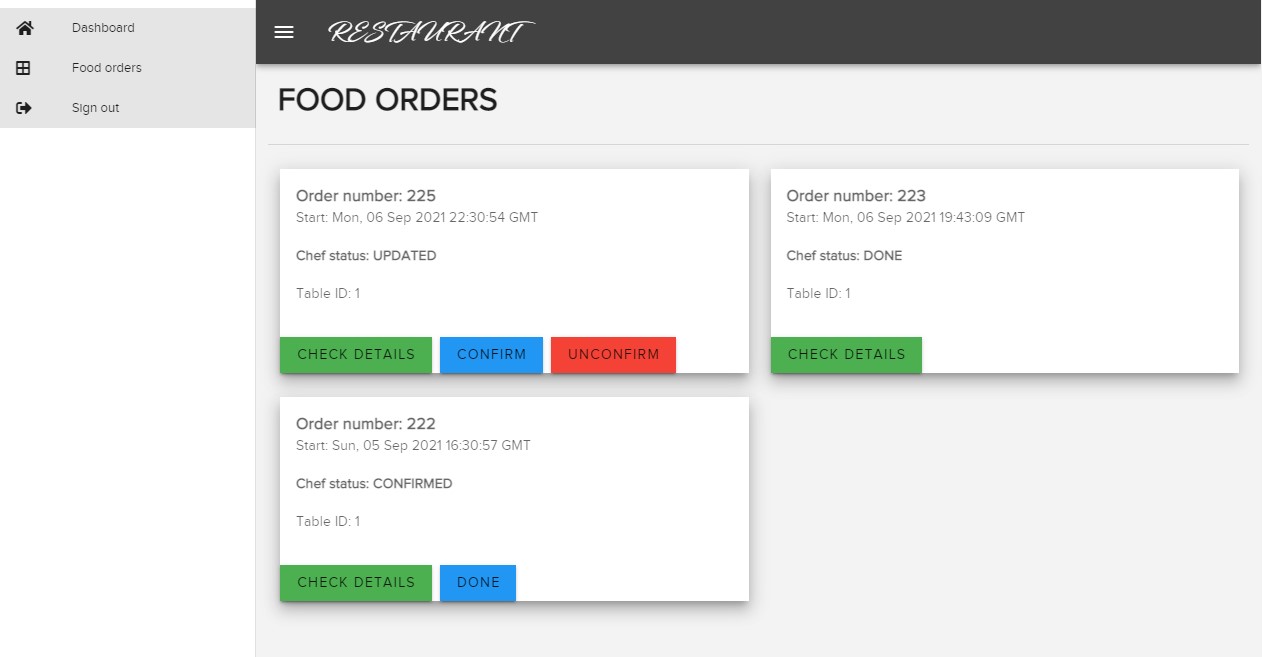 Dashboard
Food orders
Sign out
RESTAURANT
FOOD ORDERS
Order number: 225
Start: Mon, 06 Sep 2021 22:30:54 GMT
Chef status: UPDATED
Table ID: 1
CHECK DETAILS CONFIRM UNCONFIRM
Order number: 223
Start: Mon, 06 Sep 2021 19:43:09 GMT
Chef status: DONE
Table ID: 1
CHECK DETAILS
Order number: 222
Start: Sun, 05 Sep 2021 16:30:57 GMT
Chef status: CONFIRMED
Table ID: 1
CHECK DETAILS DONE